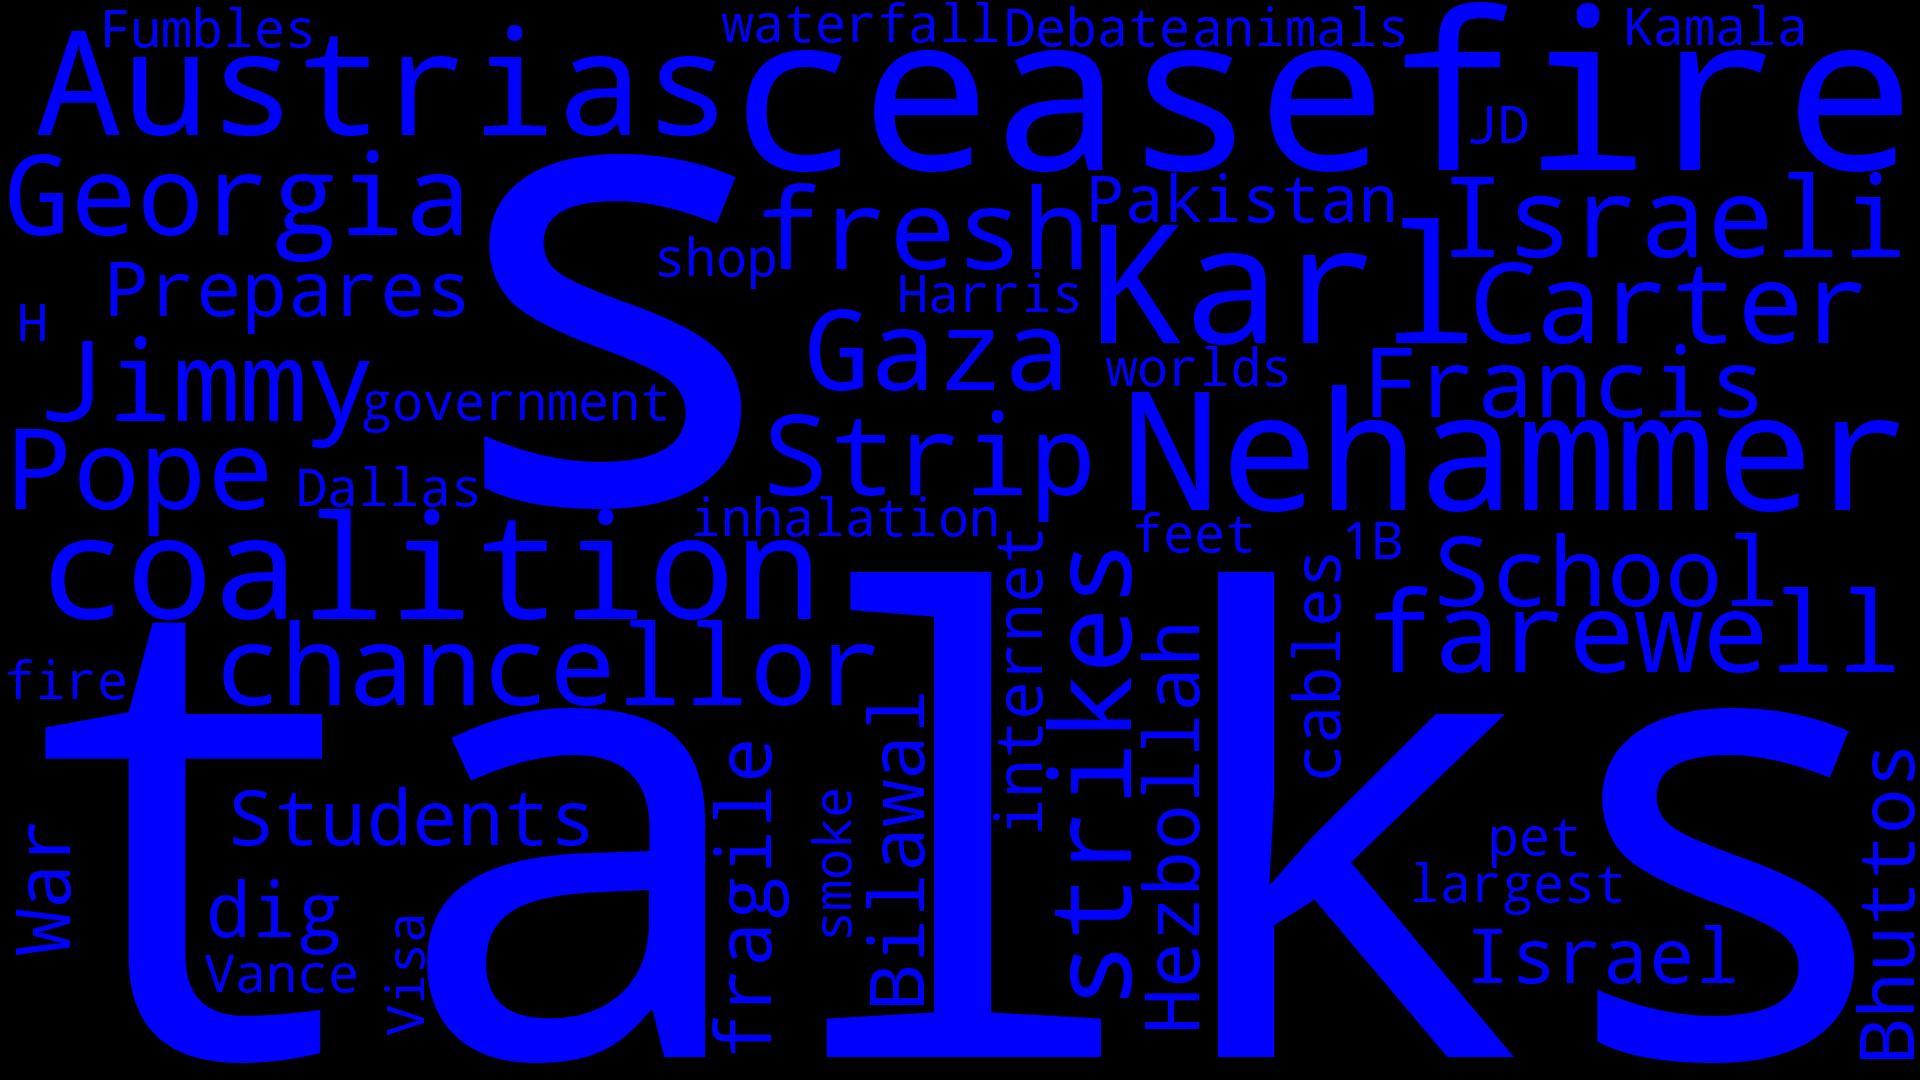 Fumbles
waterfall
Debate
animals
Kamala
Austrias
ceasefire
JD
Georgia
S
fresh
Pakistan
Israeli
shop
Karl
Prepares
Harris
Carter
H
Jimmy
Gaza
worlds
Francis
government
Strip
Nehammer
Pope
Dallas
inhalation
feet
1B
School
coalition
internet
strikes
cables
farewell
fire
chancellor
talks
Hezbollah
Bilawal
fragile
smoke
Students
War
dig
Vance
Visa
pet
largest
Israel
Bhuttos